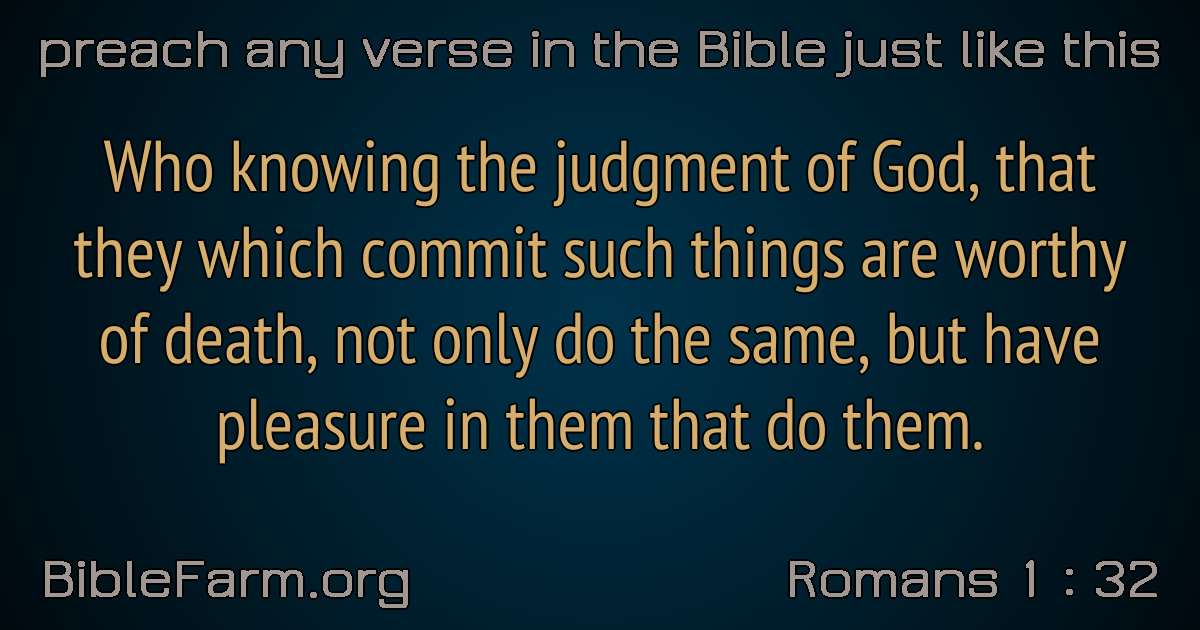 preach any verse in the Bible just like this
Who knowing the judgment of God, that
they which commit such things are worthy
of death, not only do the same, but have
pleasure in them that do them.
BibleFarm.org
Romans 1 : 32